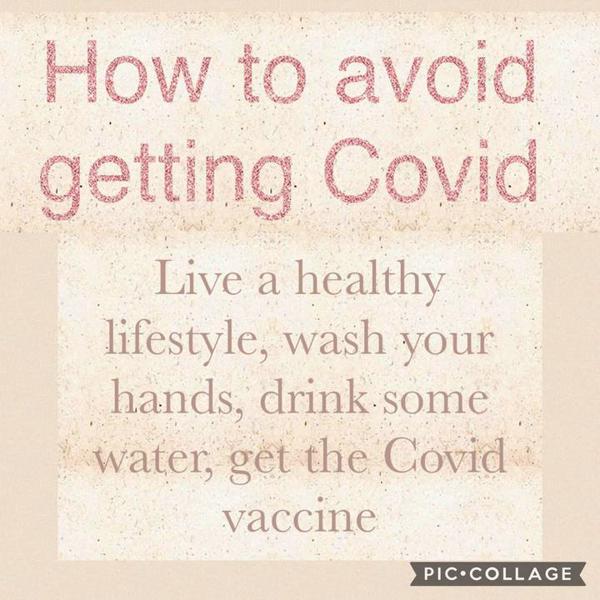 How to avoid
getting Covid
Live a healthy
lifestyle, wash your
hands, drink some
water, get the Covid
vaccine
PIC•COLLAGE